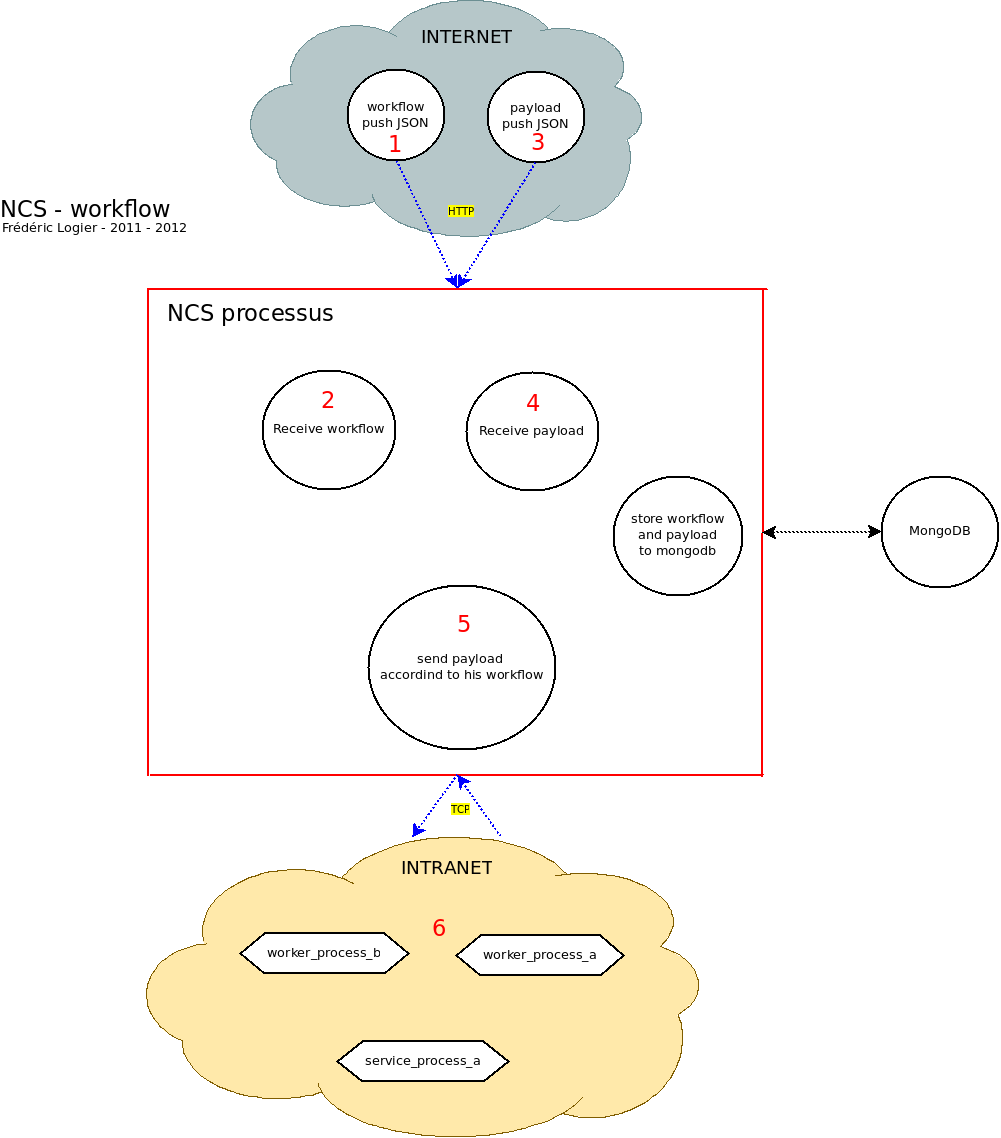 INTERNET
workflow
push JSON
1
payload
push JSON
3
HTTP
NCS - workflow
Frédéric Logier - 2011 - 2012
NCS processus
2
Receive workflow
4
Receive payload
store workflow
and payload
to mongodb
MongoDB
5
send payload
accordind to his workflow
TCP
INTRANET
6
worker_process_b
worker_process_a
service_process_a